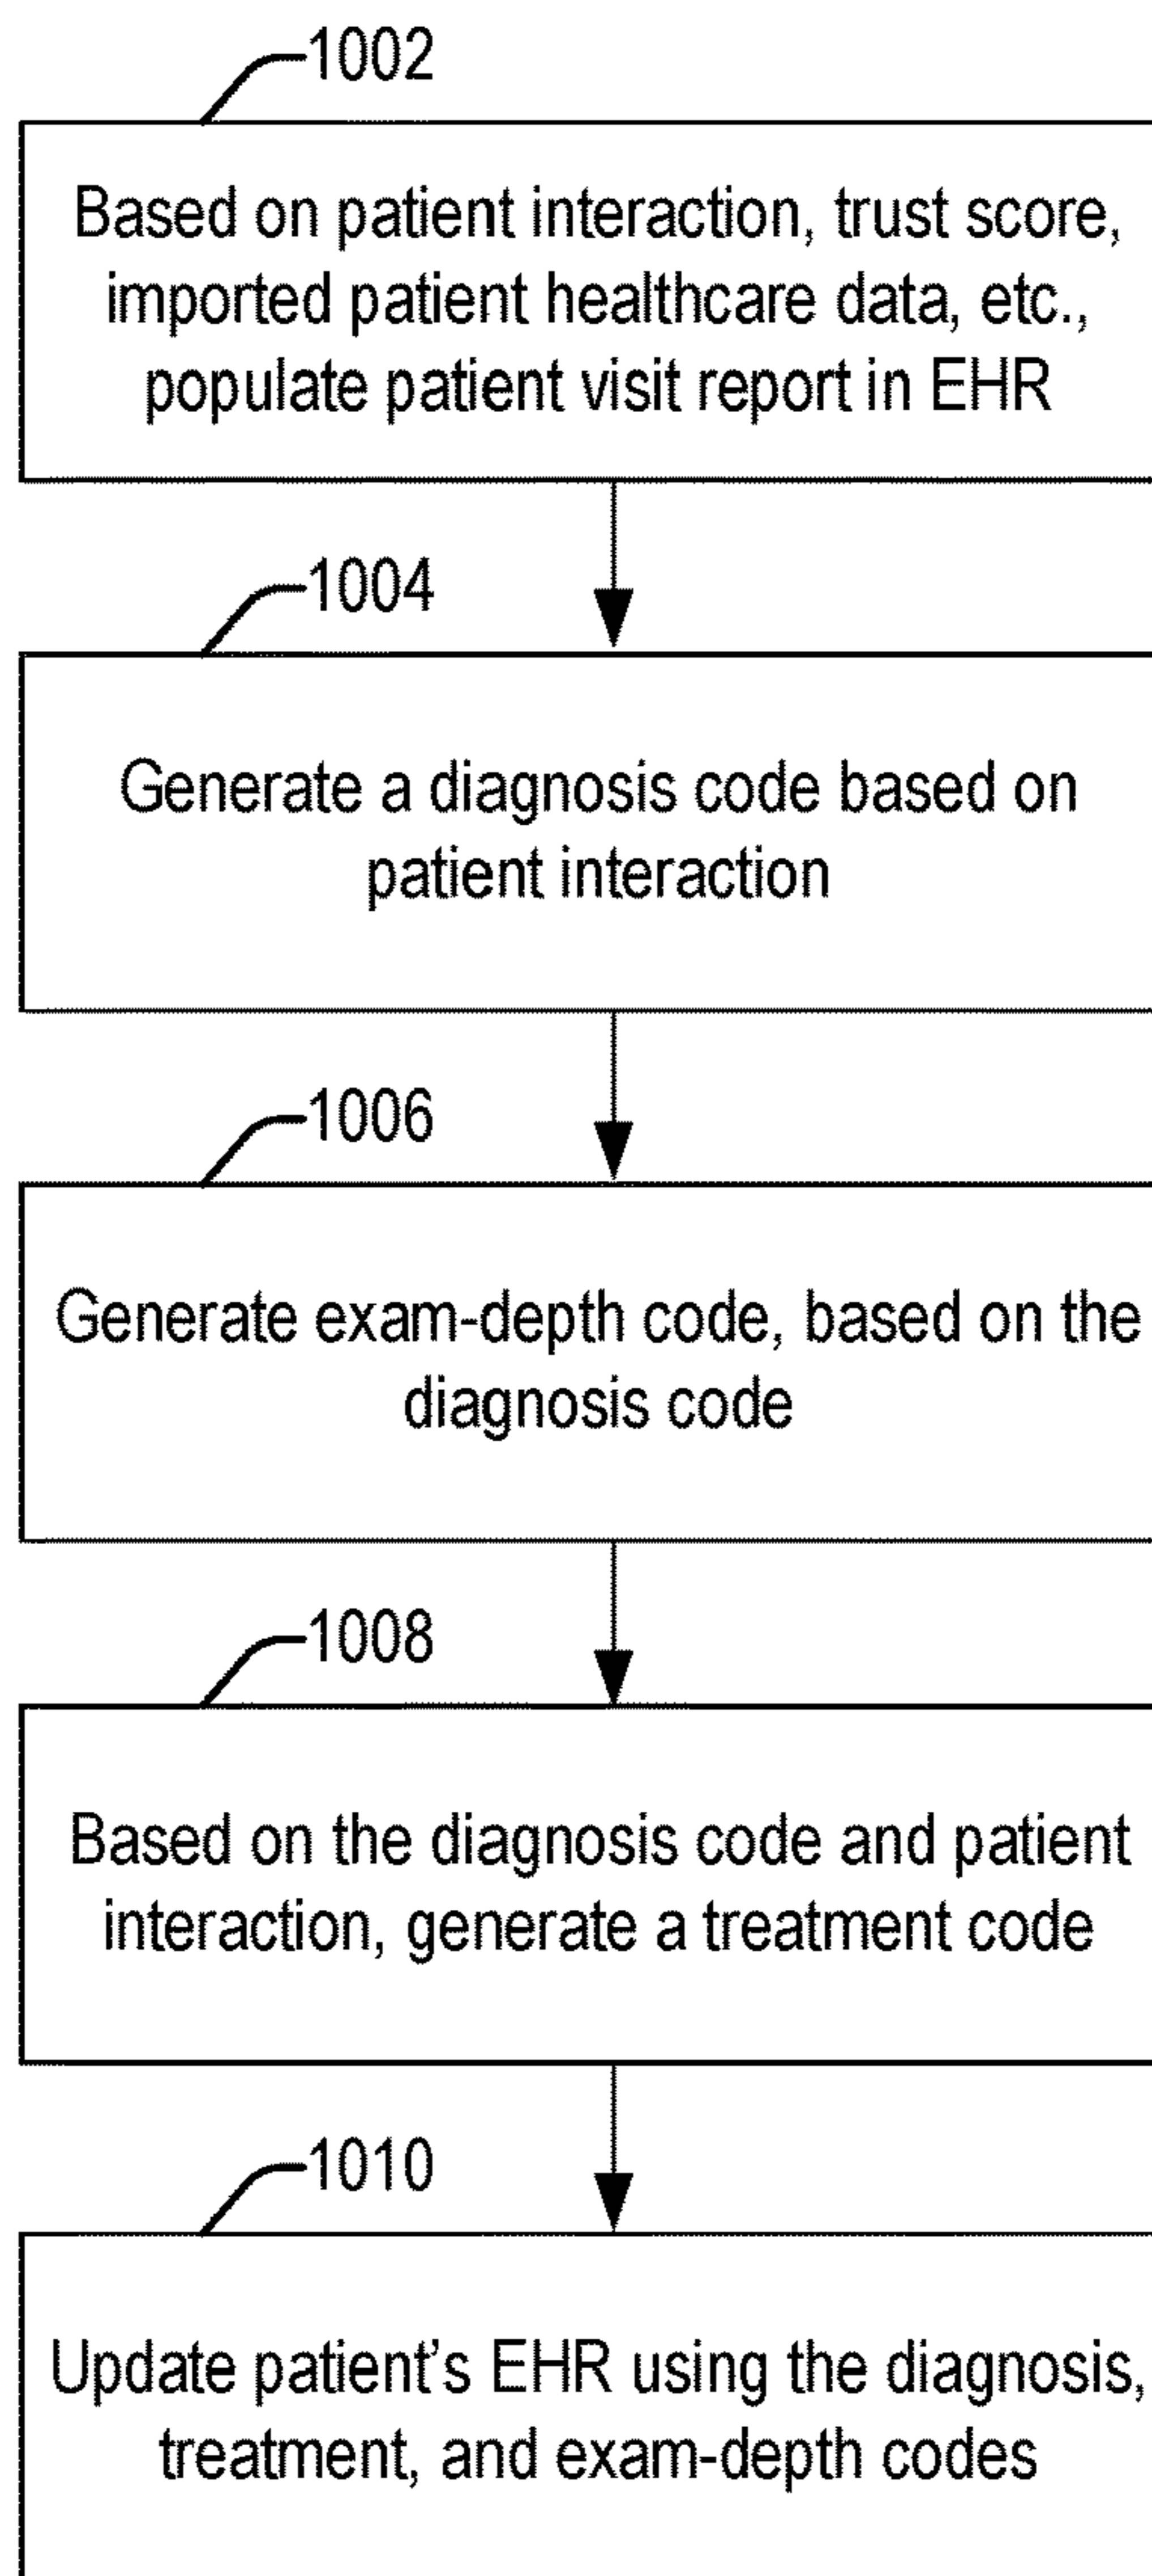 1002
Based on patient interaction, trust score,
imported patient healthcare data, etc.,
populate patient visit report in EHR
1004
Generate a diagnosis code based on
patient interaction
1006
Generate exam-depth code, based on the
diagnosis code
1008
Based on the diagnosis code and patient
interaction, generate a treatment code
1010
Update patient's EHR using the diagnosis,
treatment, and exam-depth codes